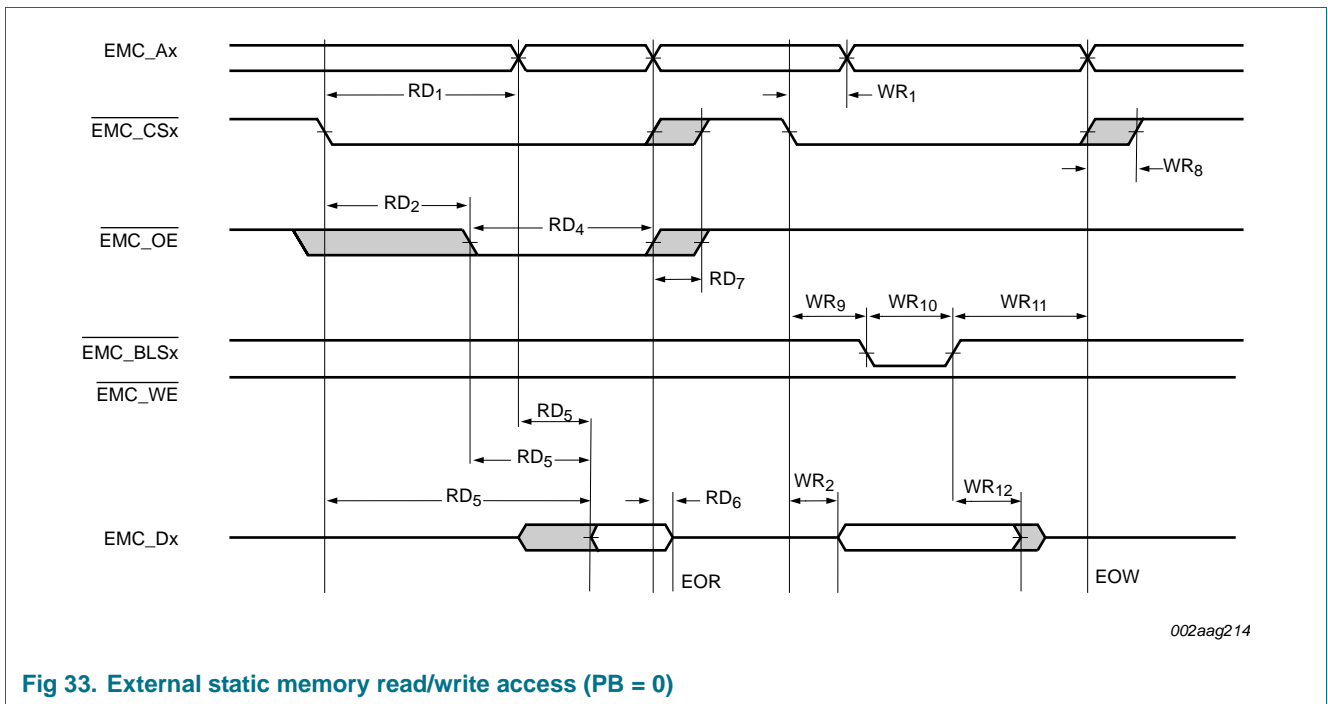 EMC_Ax
RD1
WR1
EMC_CSx
WR8
RD2
RD4
EMC_OE
RD7
WR9
WR10
WR11
EMC_BLSx
EMC_WE
RD5
RD5
RD5
RD6
WR2
WR12
EMC_Dx
EOR
EOW
002aag214
Fig 33. External static memory read/write access (PB = 0)